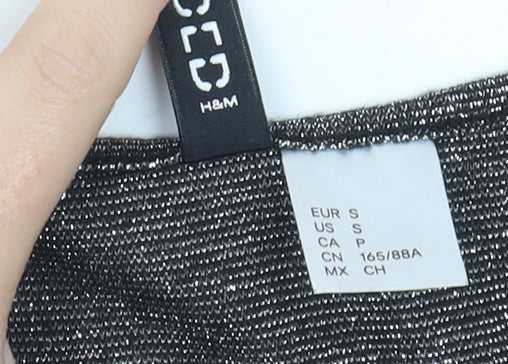 H&M
EUR S
US S
CA P
CN 165/88A
MX CH